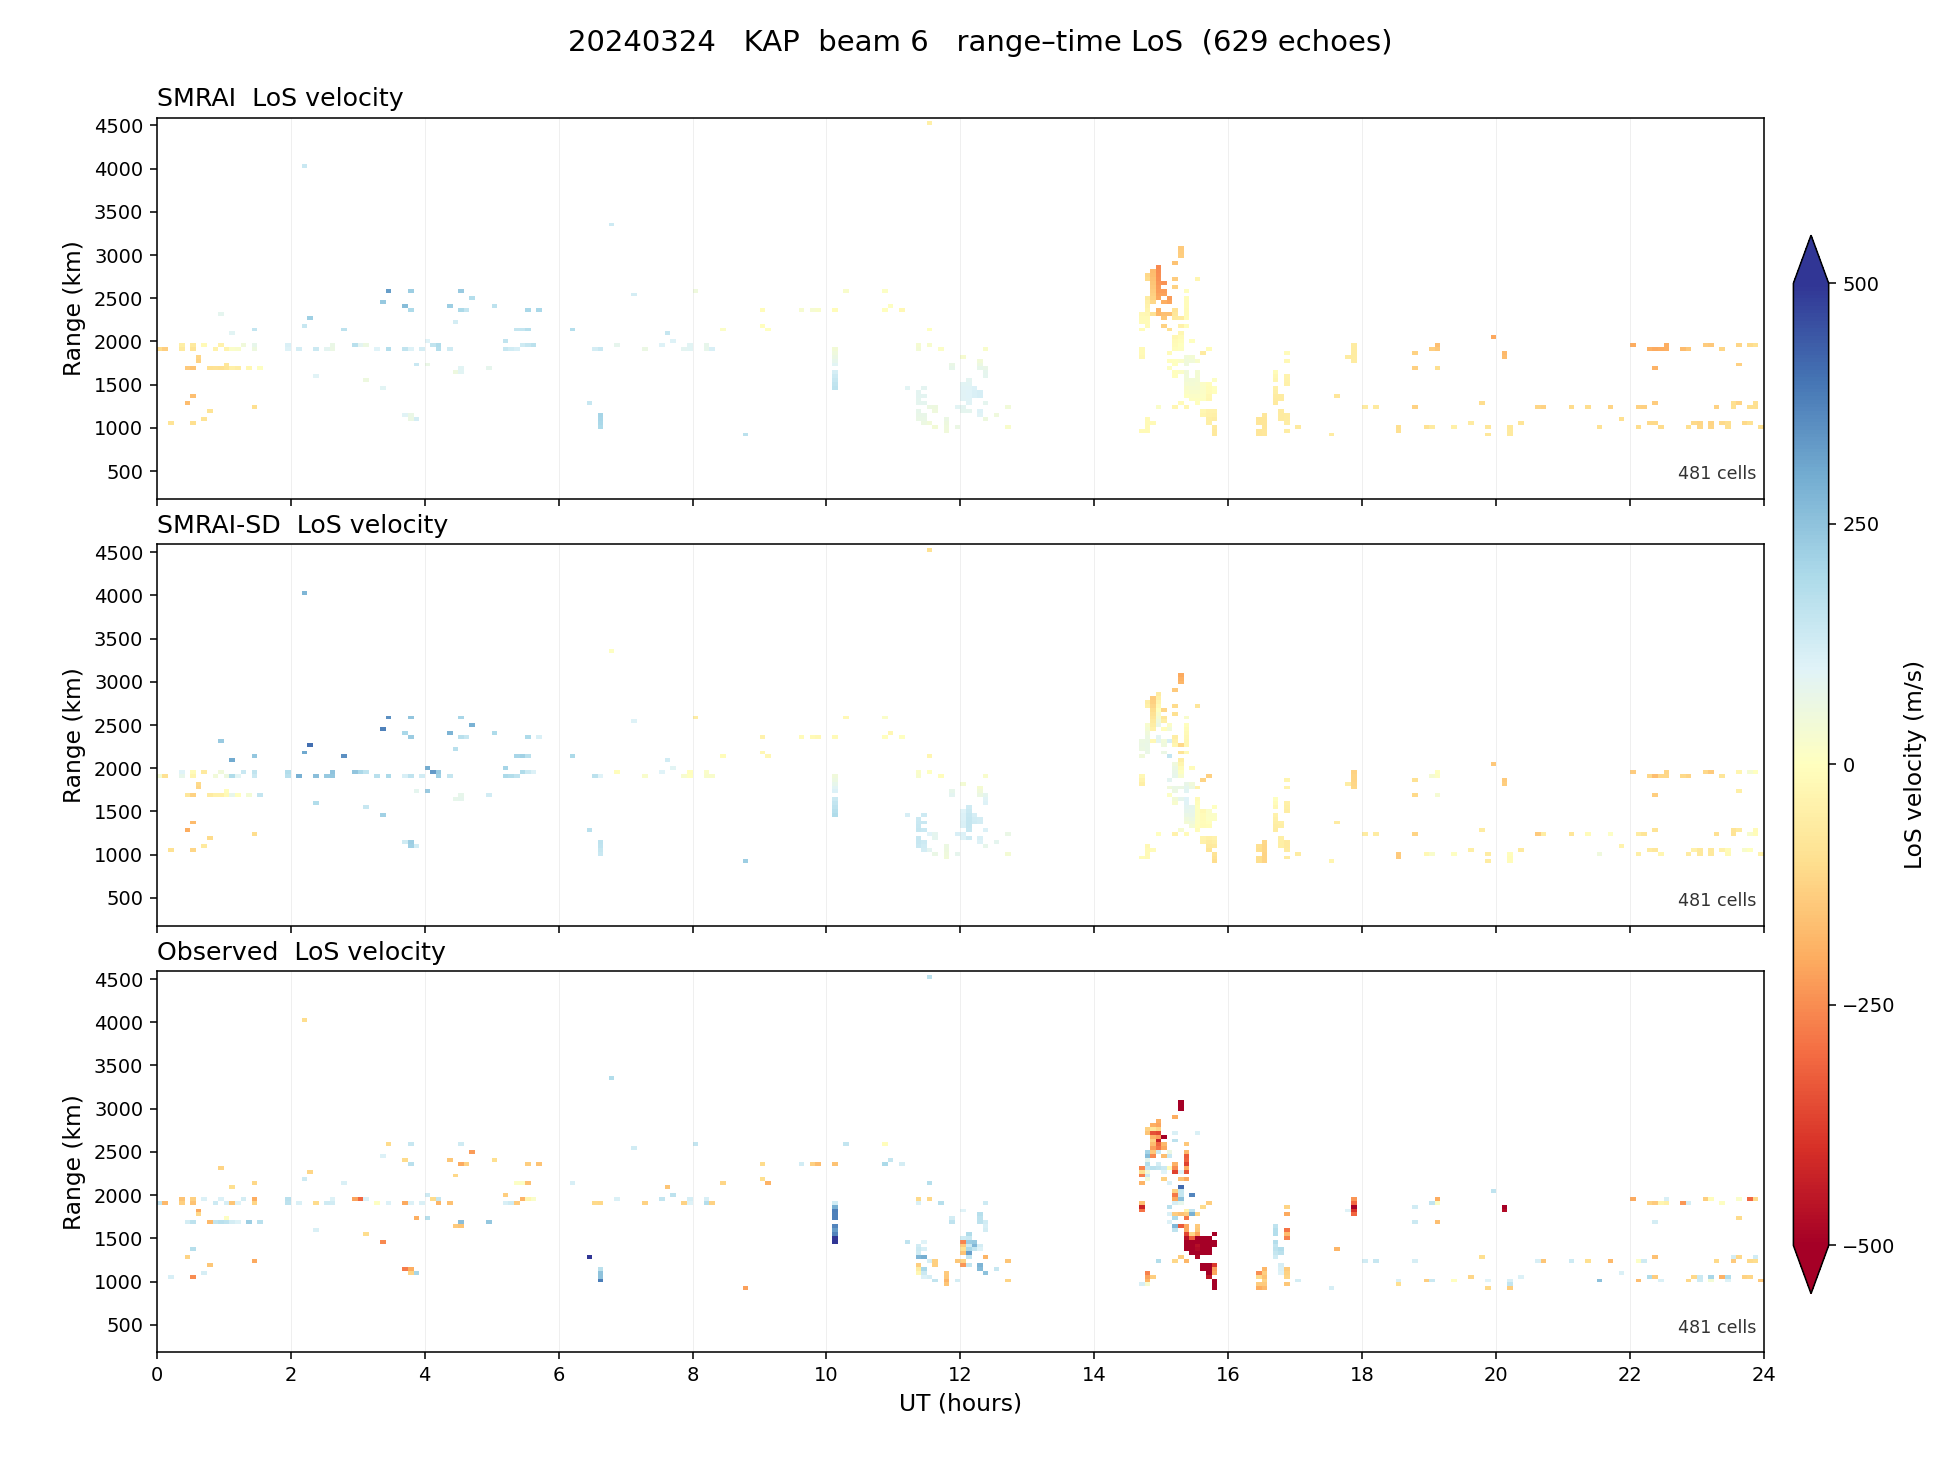 20240324   KAP  beam 6   range–time LoS  (629 echoes)
SMRAI  LoS velocity
4500
4000
3500
3000
2500
2000
1500
1000
500
Range (km)
481 cells
SMRAI-SD  LoS velocity
4500
4000
3500
3000
2500
2000
1500
1000
500
Range (km)
481 cells
Observed  LoS velocity
4500
4000
3500
3000
2500
2000
1500
1000
500
Range (km)
481 cells
0 2 4 6 8 10 12 14 16 18 20 22 24
UT (hours)
500
250
0
−250
−500
LoS velocity (m/s)